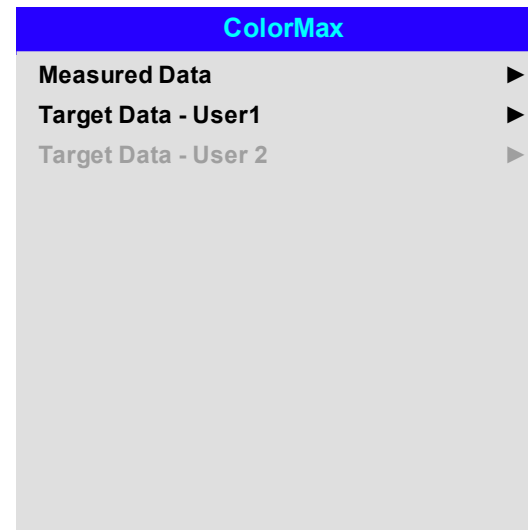 ColorMax
Measured Data ►
Target Data - User1 ►
Target Data - User 2 ►